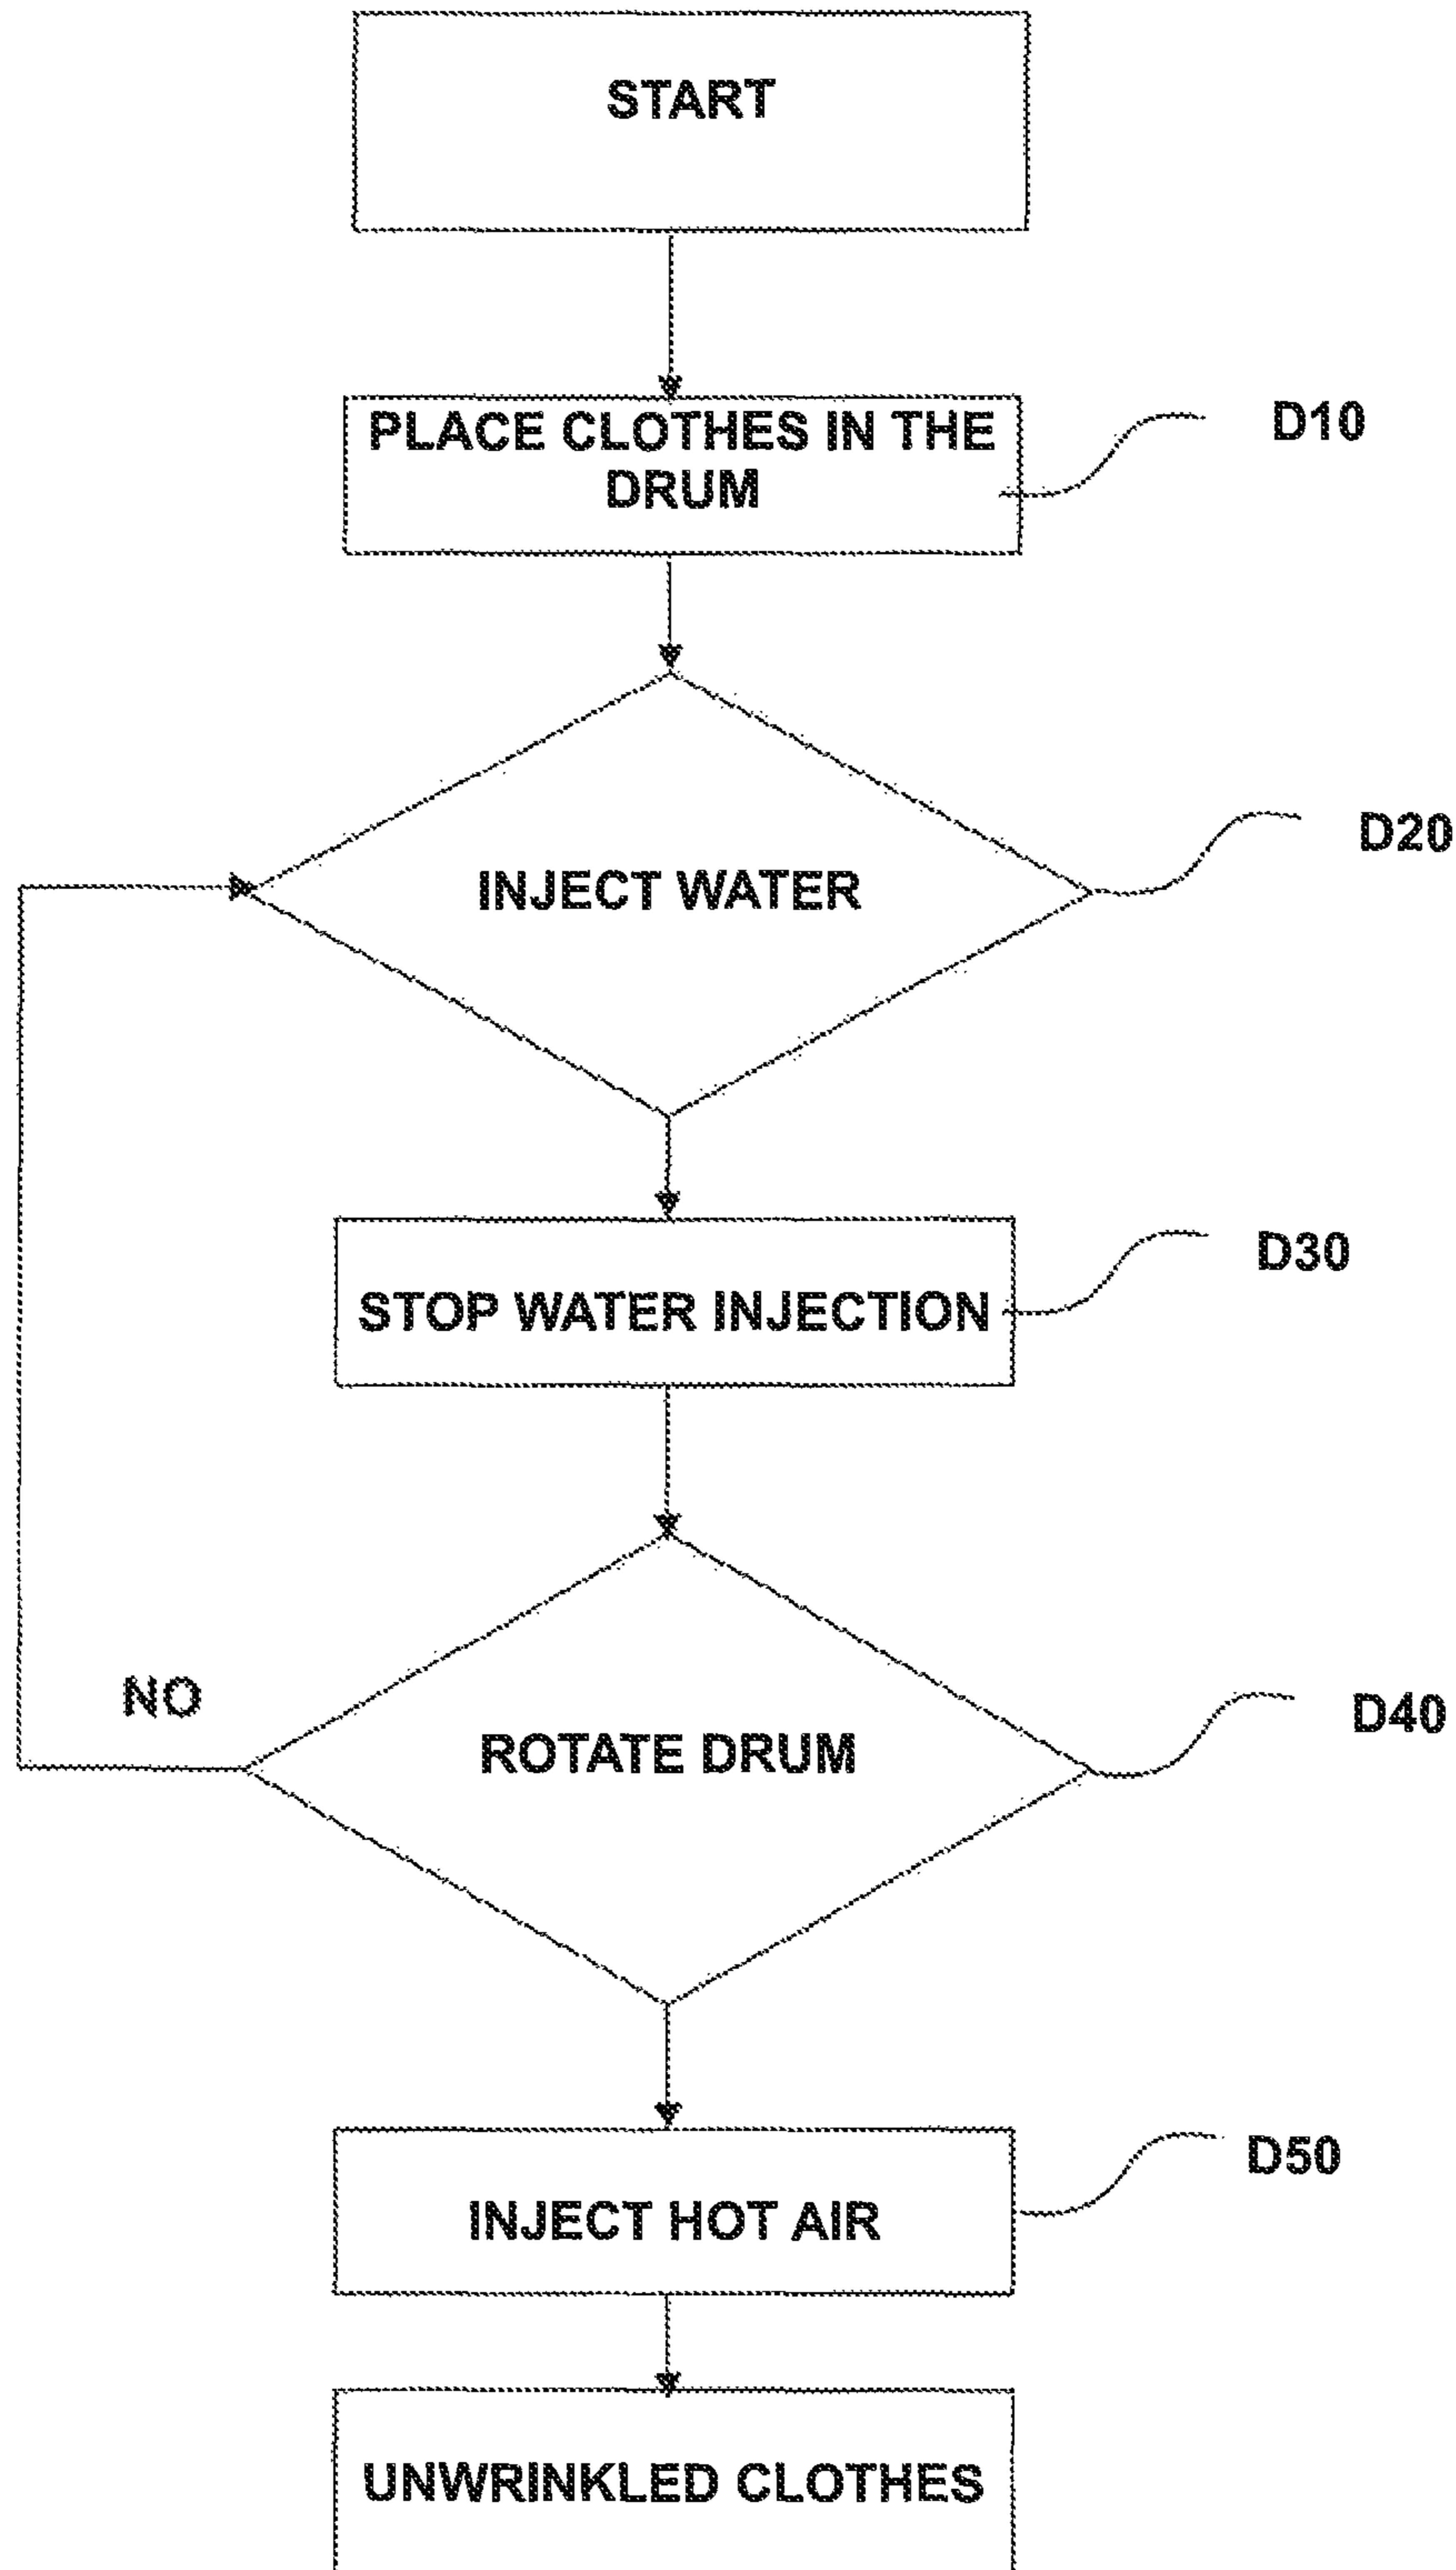 START
PLACE CLOTHES IN THE
DRUM
D10
INJECT WATER
D20
STOP WATER INJECTION
D30
NO
ROTATE DRUM
D40
INJECT HOT AIR
D50
UNWRINKLED CLOTHES